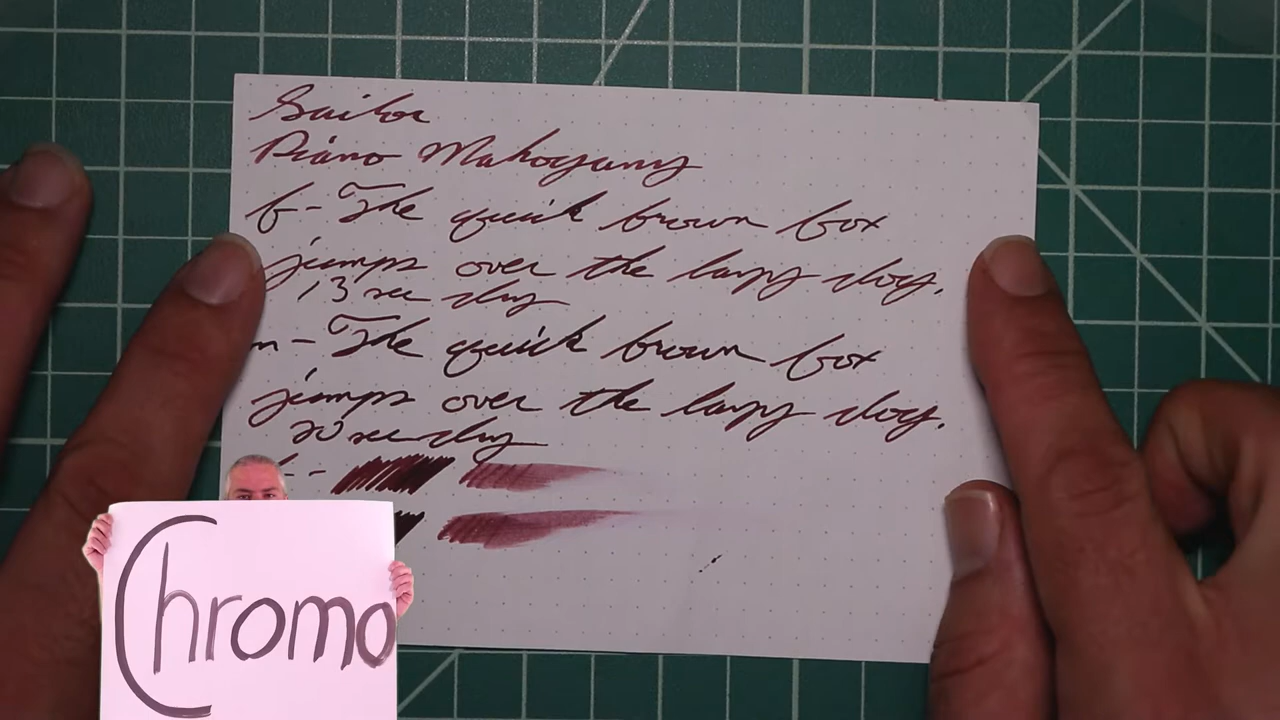 Sailor
Piano Mahogany
f - The quick brown fox
jumps over the lazy dog.
13 sec dry
m - The quick brown fox
jumps over the lazy dog.
20 sec dry
f -
Chromo